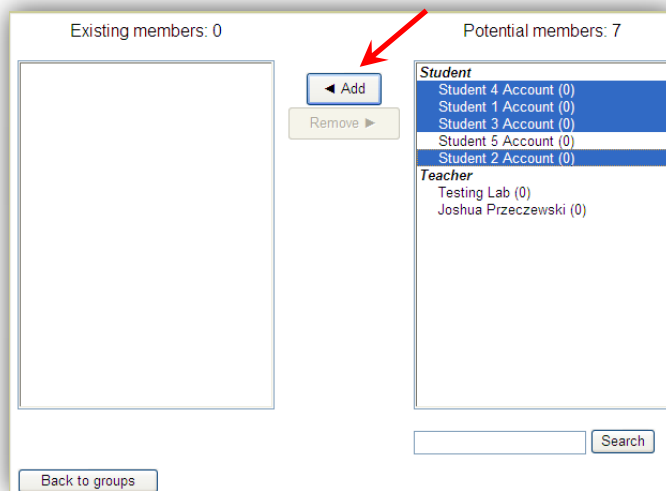 Existing members: 0
Potential members: 7
◄ Add
Remove ►
Student
Student 4 Account (0)
Student 1 Account (0)
Student 3 Account (0)
Student 5 Account (0)
Student 2 Account (0)
Teacher
Testing Lab (0)
Joshua Przeczewski (0)
Search
Back to groups